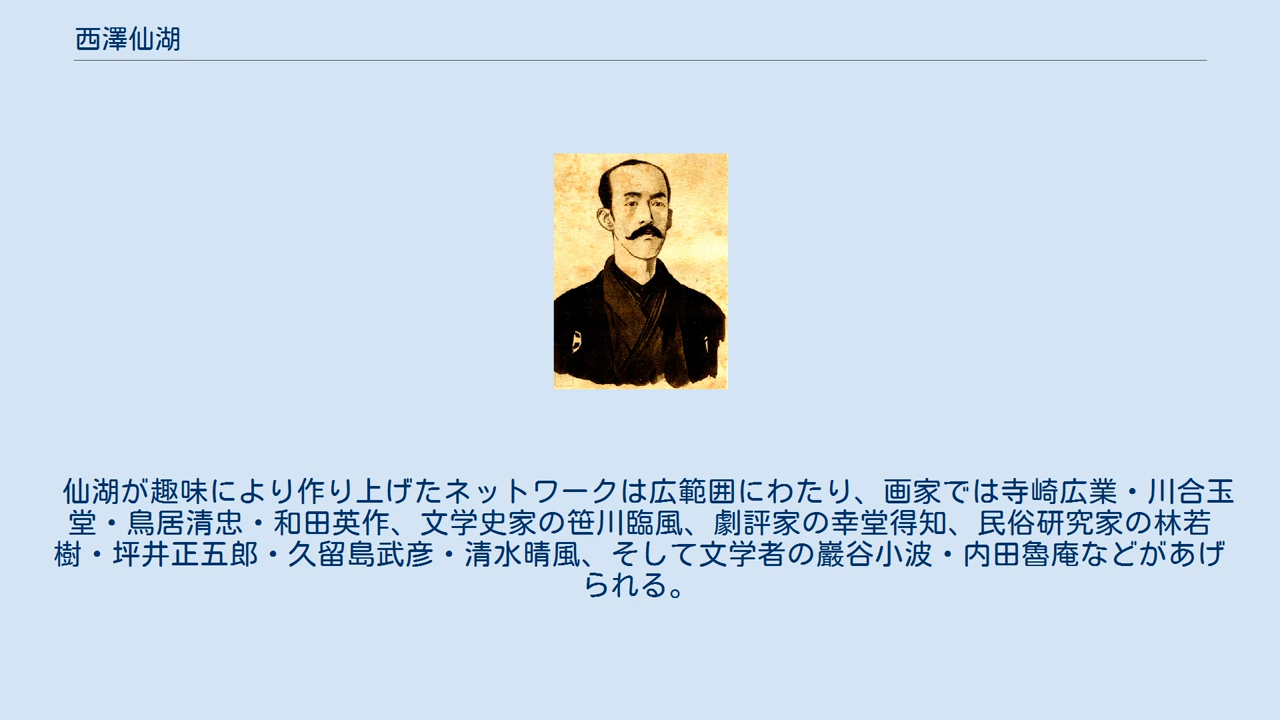 西澤仙湖
仙湖が趣味により作り上げたネットワークは広範囲にわたり、画家では寺崎広業・川合玉
堂・鳥居清忠・和田英作、文学史家の笹川臨風、劇評家の幸堂得知、民俗研究家の林若
樹・坪井正五郎・久留島武彦・清水晴風、そして文学者の巖谷小波・内田魯庵などがあげ
られる。